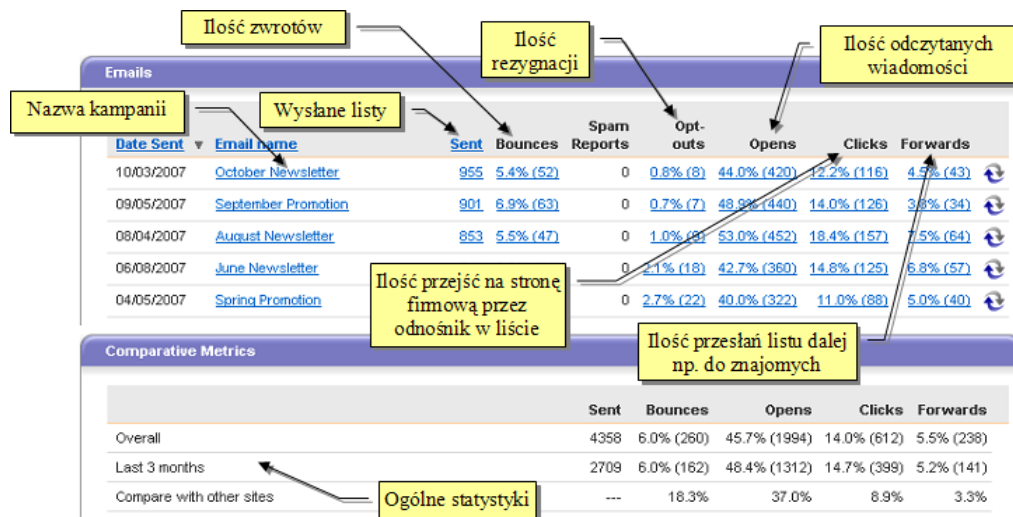 Ilość zwrotów
Ilość
rezygnacji
Ilość odczytanych
wiadomości
Emails
Nazwa kampanii
Wysłane listy
Date Sent Email name Sent Bounces Spam Reports Opt-outs Opens Clicks Forwards
10/03/2007 October Newsletter 955 5.4% (52) 0 0.8% (8) 44.0% (420) 12.2% (116) 4.5% (43)
09/05/2007 September Promotion 901 6.9% (63) 0 0.7% (7) 48.9% (440) 14.0% (126) 3.8% (34)
08/04/2007 August Newsletter 853 5.5% (47) 0 1.0% 53.0% (452) 18.4% (157) 7.5% (64)
06/08/2007 June Newsletter 0 2.1% (18) 42.7% (360) 14.8% (125) 6.8% (57)
04/05/2007 Spring Promotion 0 2.7% (22) 40.0% (322) 11.0% (88) 5.0% (40)
Ilość przejść na stronę
firmową przez
odnośnik w liście
Ilość przesłań listu dalej
np. do znajomych
Comparative Metrics
Sent Bounces Opens Clicks Forwards
Overall 4358 6.0% (260) 45.7% (1994) 14.0% (612) 5.5% (238)
Last 3 months 2709 6.0% (162) 48.4% (1312) 14.7% (399) 5.2% (141)
Compare with other sites --- 18.3% 37.0% 8.9% 3.3%
Ogólne statystyki